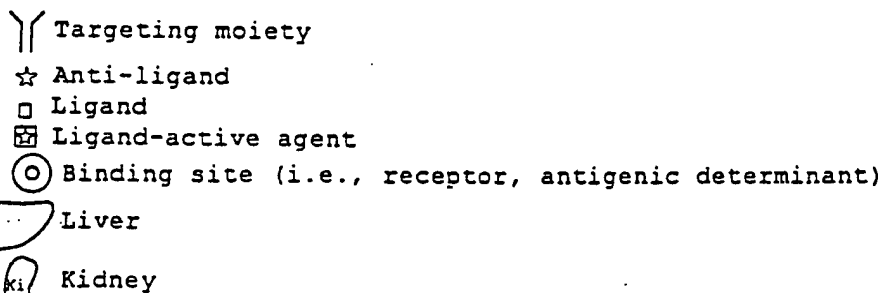 Targeting moiety
Anti-ligand
Ligand
Ligand-active agent
Binding site (i.e., receptor, antigenic determinant)
Liver
Ki Kidney